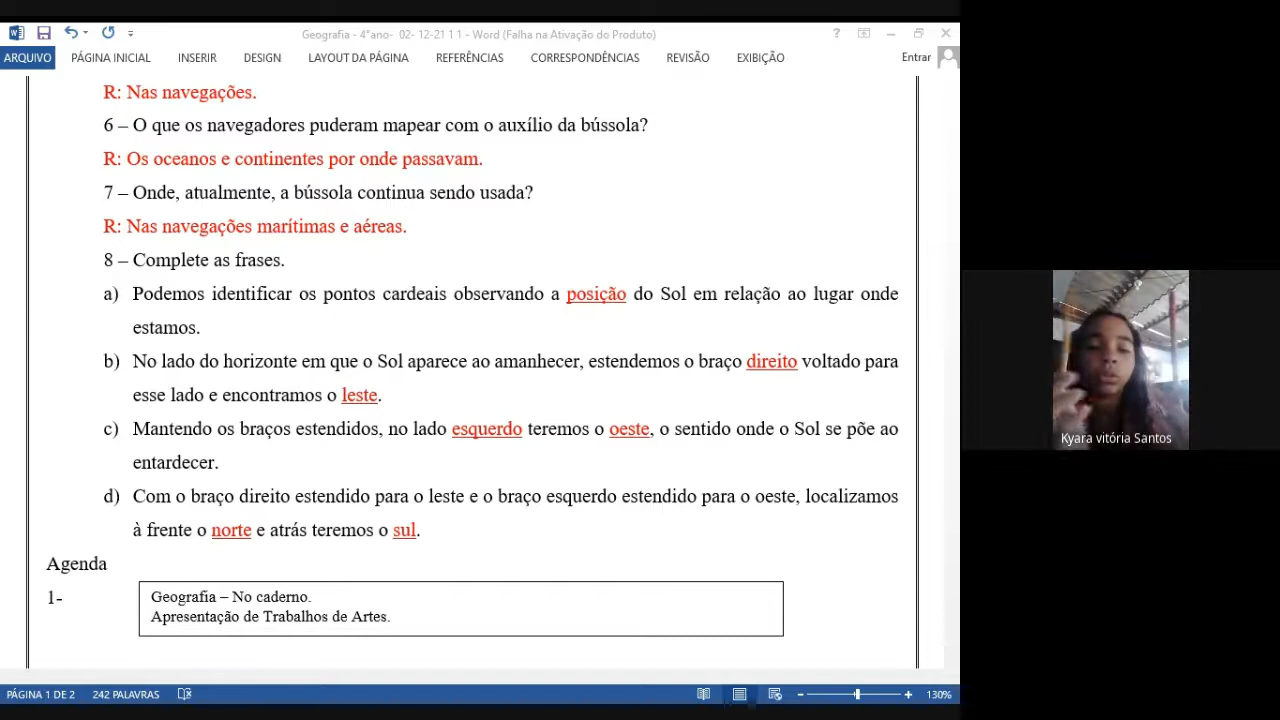 Geografia - 4°ano- 02- 12-21 1 1 - Word (Falha na Ativação do Produto)
?
ARQUIVO PÁGINA INICIAL INSERIR DESIGN LAYOUT DA PÁGINA REFERÊNCIAS CORRESPONDÊNCIAS REVISÃO EXIBIÇÃO Entrar
R: Nas navegações.
6 – O que os navegadores puderam mapear com o auxílio da bússola?
R: Os oceanos e continentes por onde passavam.
7 – Onde, atualmente, a bússola continua sendo usada?
R: Nas navegações marítimas e aéreas.
8 – Complete as frases.
a) Podemos identificar os pontos cardeais observando a posição do Sol em relação ao lugar onde
estamos.
b) No lado do horizonte em que o Sol aparece ao amanhecer, estendemos o braço direito voltado para
esse lado e encontramos o leste.
c) Mantendo os braços estendidos, no lado esquerdo teremos o oeste, o sentido onde o Sol se põe ao
entardecer.
d) Com o braço direito estendido para o leste e o braço esquerdo estendido para o oeste, localizamos
à frente o norte e atrás teremos o sul.
Agenda
1-
Geografia – No caderno.
Apresentação de Trabalhos de Artes.
Kyara vitória Santos
PÁGINA 1 DE 2 242 PALAVRAS 130%